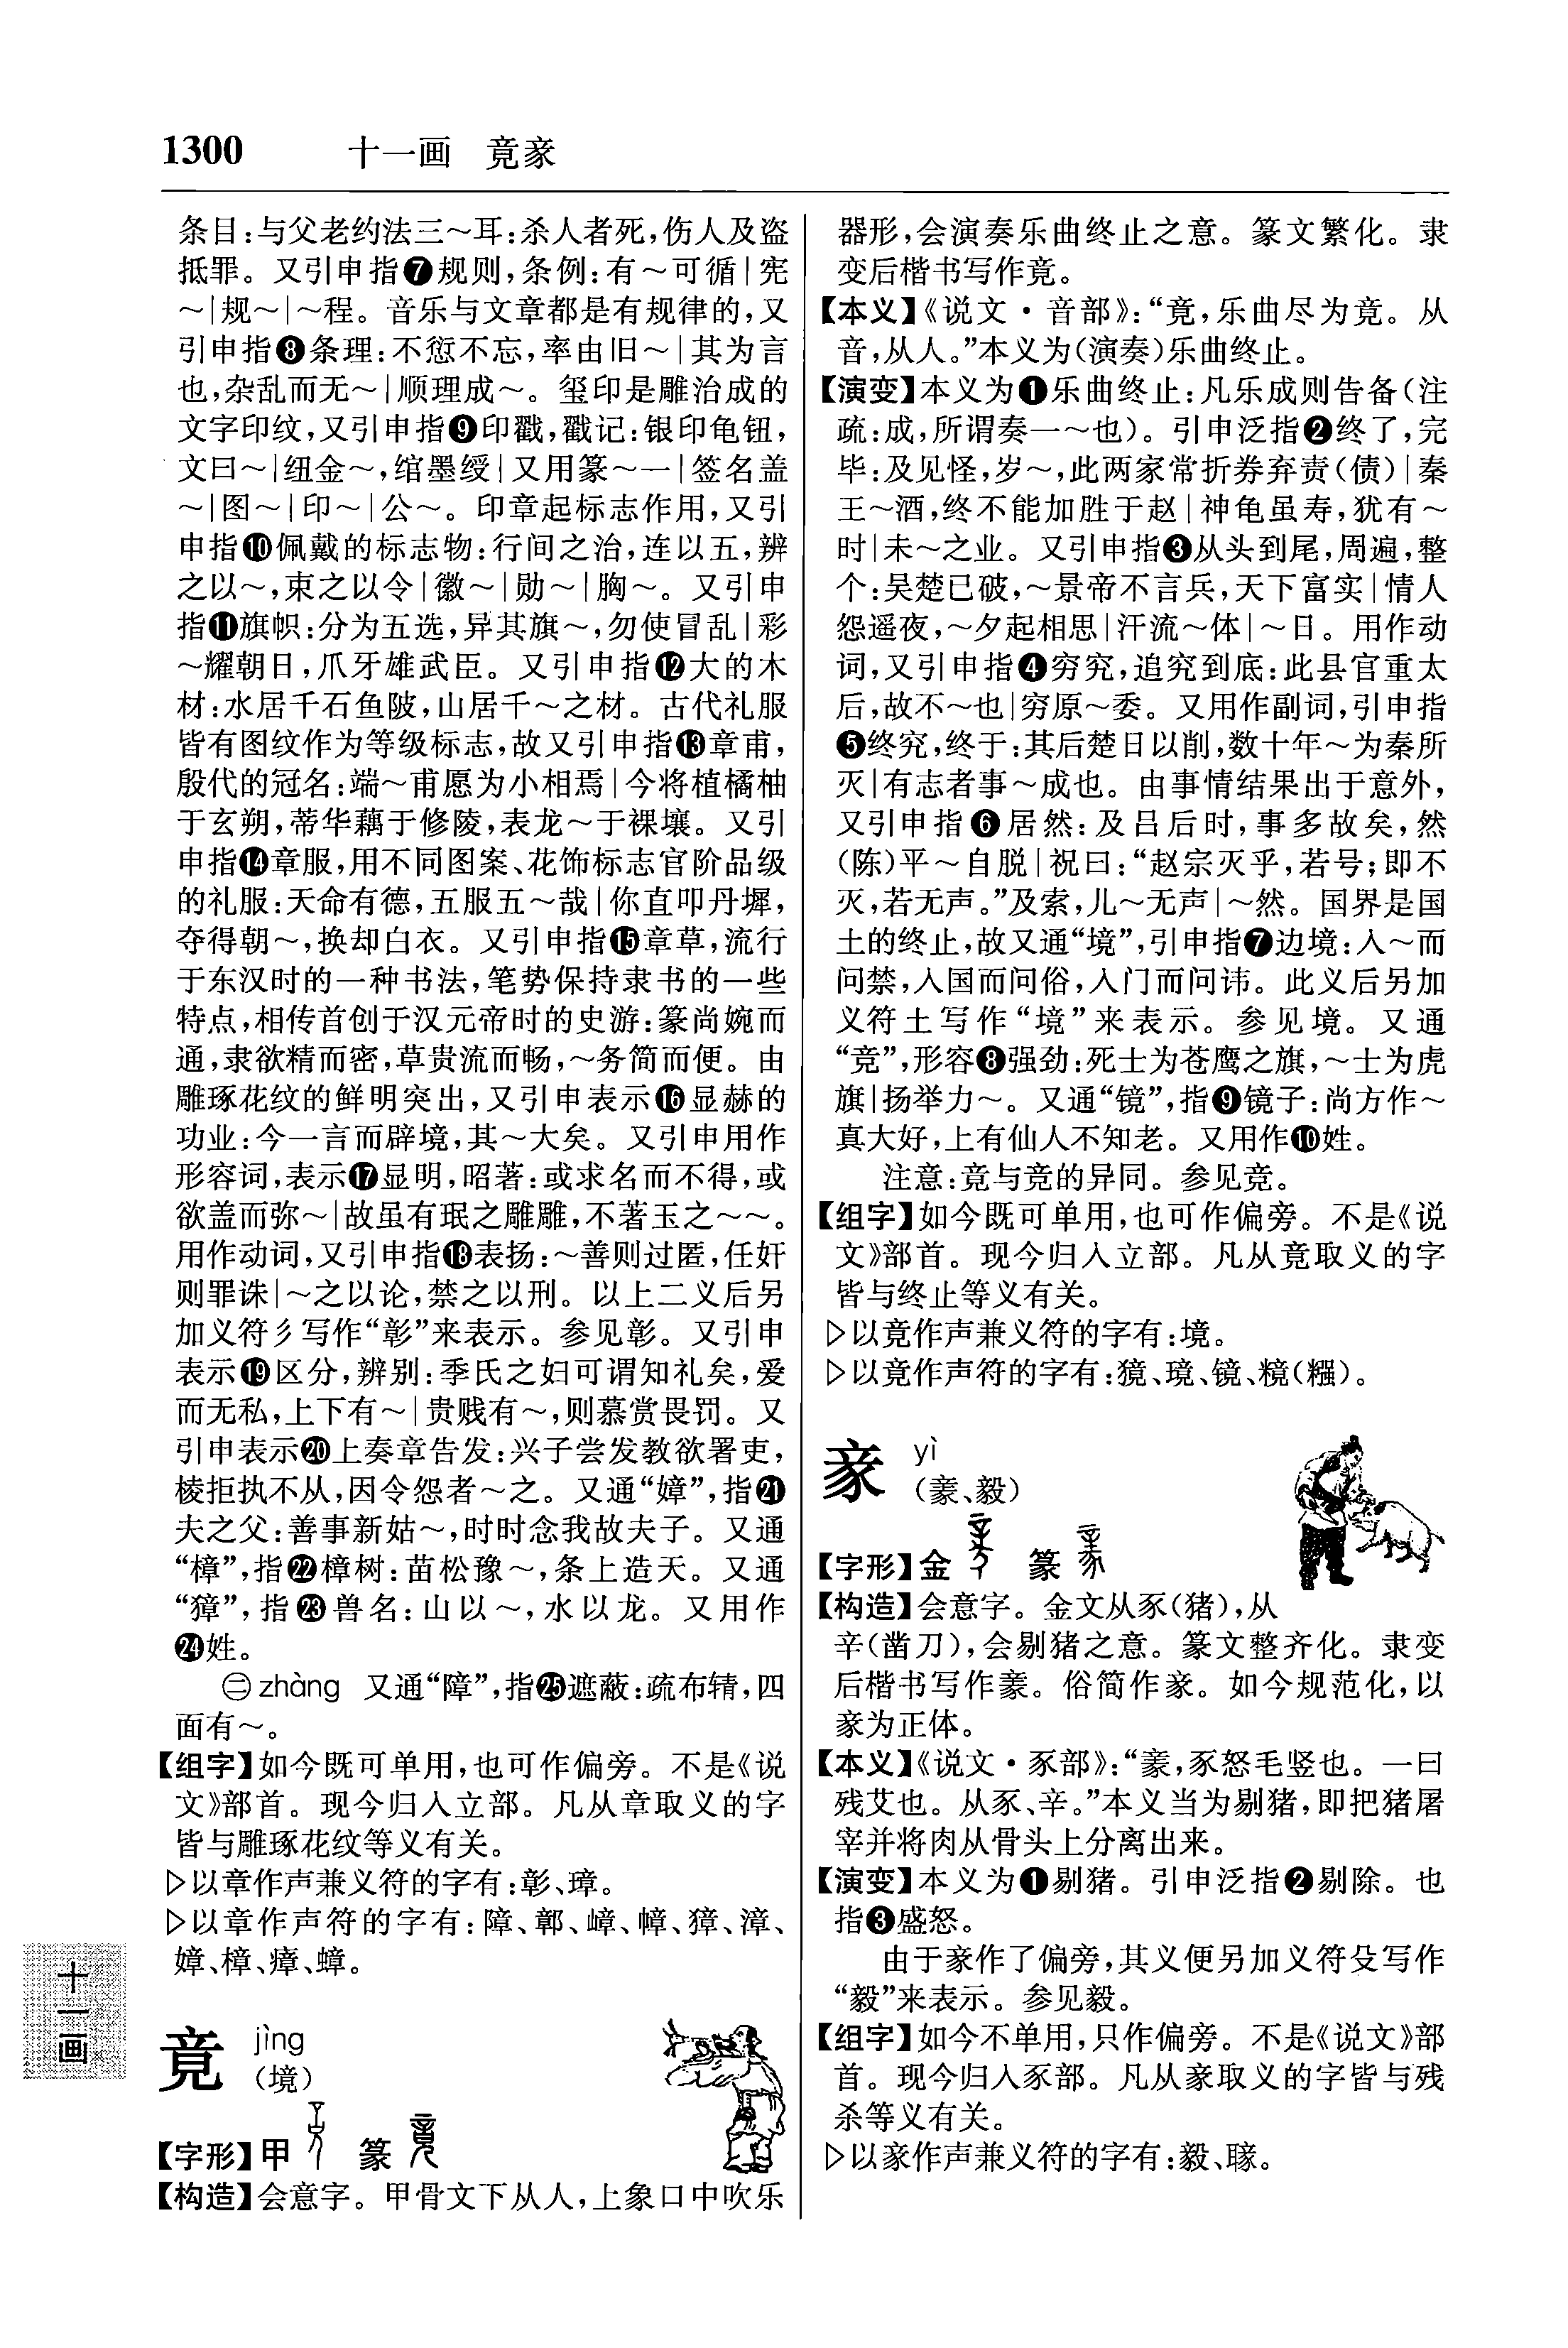 1300 十一画 竟豙
条目:与父老约法三～耳:杀人者死,伤人及盗
抵罪。又引申指❼规则,条例:有～可循|宪
～|规～|～程。音乐与文章都是有规律的,又
引申指❽条理:不愆不忘,率由旧～|其为言
也,杂乱而无～|顺理成～。玺印是雕治成的
文字印纹,又引申指❾印戳,戳记:银印龟钮,
文曰～|纽金～,绾墨绶|又用篆～一|签名盖
～|图～|印～|公～。印章起标志作用,又引
申指❿佩戴的标志物:行间之治,连以五,辨
之以～,束之以令|徽～|勋～|胸～。又引申
指⓫旗帜:分为五选,异其旗～,勿使冒乱|彩
～耀朝日,爪牙雄武臣。又引申指⓬大的木
材:水居千石鱼陂,山居千～之材。古代礼服
皆有图纹作为等级标志,故又引申指⓭章甫,
殷代的冠名:端～甫愿为小相焉|今将植橘柚
于玄朔,蒂华藕于修陵,表龙～于裸壤。又引
申指⓮章服,用不同图案、花饰标志官阶品级
的礼服:天命有德,五服五～哉|你直叩丹墀,
夺得朝～,换却白衣。又引申指⓯章草,流行
于东汉时的一种书法,笔势保持隶书的一些
特点,相传首创于汉元帝时的史游:篆尚婉而
通,隶欲精而密,草贵流而畅,～务简而便。由
雕琢花纹的鲜明突出,又引申表示⓰显赫的
功业:今一言而辟境,其～大矣。又引申用作
形容词,表示⓱显明,昭著:或求名而不得,或
欲盖而弥～|故虽有珉之雕雕,不著玉之～～。
用作动词,又引申指⓲表扬:～善则过匿,任奸
则罪诛|～之以论,禁之以刑。以上二义后另
加义符彡写作“彰”来表示。参见彰。又引申
表示⓳区分,辨别:季氏之妇可谓知礼矣,爱
而无私,上下有～|贵贱有～,则慕赏畏罚。又
引申表示⓴上奏章告发:兴子尝发教欲署吏,
棱拒执不从,因令怨者～之。又通“嫜”,指㉑
夫之父:善事新姑～,时时念我故夫子。又通
“樟”,指㉒樟树:苗松豫～,条上造天。又通
“獐”,指㉓兽名:山以～,水以龙。又用作
㉔姓。
㊁zhàng 又通“障”,指㉕遮蔽:疏布輤,四
面有～。
【组字】如今既可单用,也可作偏旁。不是《说
文》部首。现今归入立部。凡从章取义的字
皆与雕琢花纹等义有关。
▷以章作声兼义符的字有:彰、璋。
▷以章作声符的字有:障、鄣、嶂、幛、獐、漳、
嫜、樟、瘴、蟑。
十一画
竟 jìng
(境)
【字形】甲 篆
【构造】会意字。甲骨文下从人,上象口中吹乐
器形,会演奏乐曲终止之意。篆文繁化。隶
变后楷书写作竟。
【本义】《说文·音部》:“竟,乐曲尽为竟。从
音,从人。”本义为(演奏)乐曲终止。
【演变】本义为❶乐曲终止:凡乐成则告备(注
疏:成,所谓奏一～也)。引申泛指❷终了,完
毕:及见怪,岁～,此两家常折券弃责(债)|秦
王～酒,终不能加胜于赵|神龟虽寿,犹有～
时|未～之业。又引申指❸从头到尾,周遍,整
个:吴楚已破,～景帝不言兵,天下富实|情人
怨遥夜,～夕起相思|汗流～体|～日。用作动
词,又引申指❹穷究,追究到底:此县官重太
后,故不～也|穷原～委。又用作副词,引申指
❺终究,终于:其后楚日以削,数十年～为秦所
灭|有志者事～成也。由事情结果出于意外,
又引申指❻居然:及吕后时,事多故矣,然
(陈)平～自脱|祝曰:“赵宗灭乎,若号;即不
灭,若无声。”及索,儿～无声|～然。国界是国
土的终止,故又通“境”,引申指❼边境:入～而
问禁,入国而问俗,入门而问讳。此义后另加
义符土写作“境”来表示。参见境。又通
“竞”,形容❽强劲:死士为苍鹰之旗,～士为虎
旗|扬举力～。又通“镜”,指❾镜子:尚方作～
真大好,上有仙人不知老。又用作❿姓。
注意:竟与竞的异同。参见竞。
【组字】如今既可单用,也可作偏旁。不是《说
文》部首。现今归入立部。凡从竟取义的字
皆与终止等义有关。
▷以竟作声兼义符的字有:境。
▷以竟作声符的字有:獍、璄、镜、糡(糨)。
豙 yì
(豪、毅)
【字形】金 篆
【构造】会意字。金文从豕(猪),从
辛(凿刀),会剔猪之意。篆文整齐化。隶变
后楷书写作豪。俗简作豙。如今规范化,以
豙为正体。
【本义】《说文·豕部》:“豪,豕怒毛竖也。一曰
残艾也。从豕、辛。”本义当为剔猪,即把猪屠
宰并将肉从骨头上分离出来。
【演变】本义为❶剔猪。引申泛指❷剔除。也
指❸盛怒。
由于豙作了偏旁,其义便另加义符殳写作
“毅”来表示。参见毅。
【组字】如今不单用,只作偏旁。不是《说文》部
首。现今归入豕部。凡从豙取义的字皆与残
杀等义有关。
▷以豙作声兼义符的字有:毅、㙠。